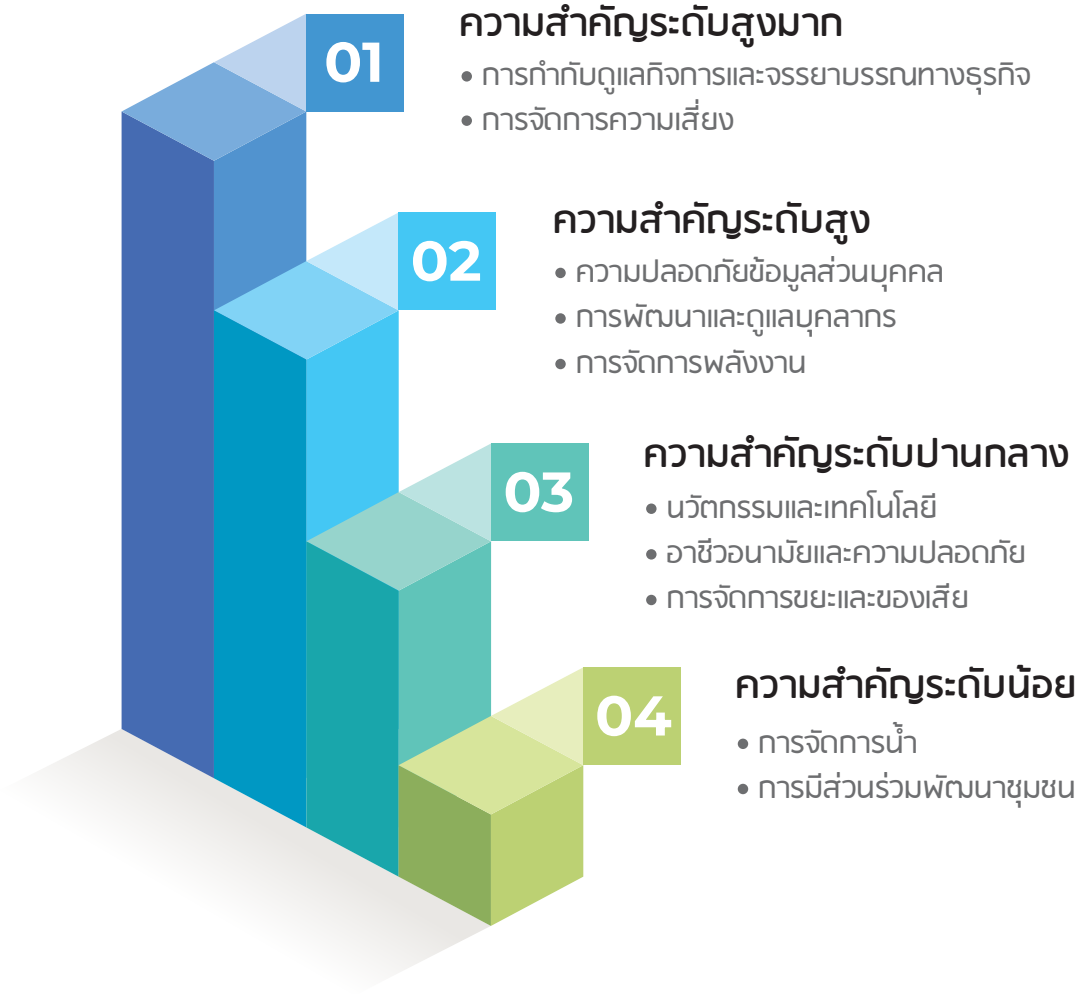 01
ความสำคัญระดับสูงมาก
• การกำกับดูแลกิจการและจรรยาบรรณทางธุรกิจ
• การจัดการความเสี่ยง
02
ความสำคัญระดับสูง
• ความปลอดภัยข้อมูลส่วนบุคคล
• การพัฒนาและดูแลบุคลากร
• การจัดการพลังงาน
03
ความสำคัญระดับปานกลาง
• นวัตกรรมและเทคโนโลยี
• อาชีวอนามัยและความปลอดภัย
• การจัดการขยะและของเสีย
04
ความสำคัญระดับน้อย
• การจัดการน้ำ
• การมีส่วนร่วมพัฒนาชุมชน